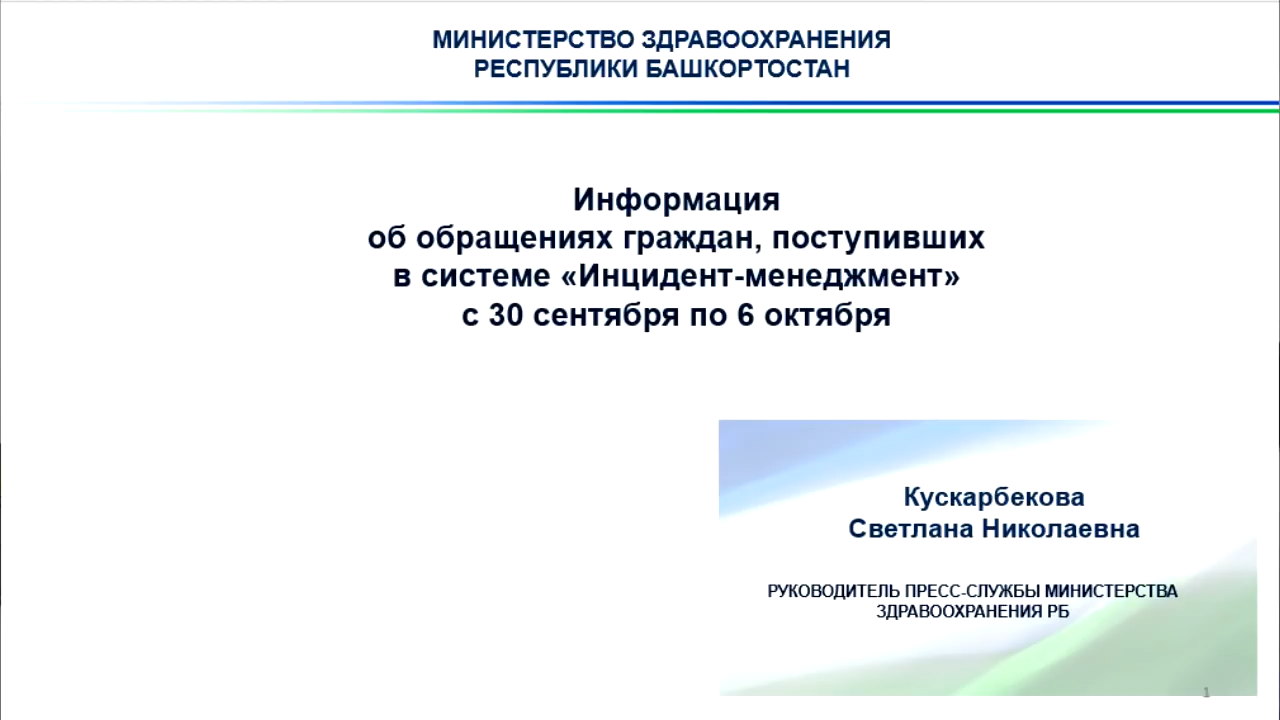 МИНИСТЕРСТВО ЗДРАВООХРАНЕНИЯ
РЕСПУБЛИКИ БАШКОРТОСТАН
Информация
об обращениях граждан, поступивших
в системе «Инцидент-менеджмент»
с 30 сентября по 6 октября
Кускарбекова
Светлана Николаевна
РУКОВОДИТЕЛЬ ПРЕСС-СЛУЖБЫ МИНИСТЕРСТВА
ЗДРАВООХРАНЕНИЯ РБ
1